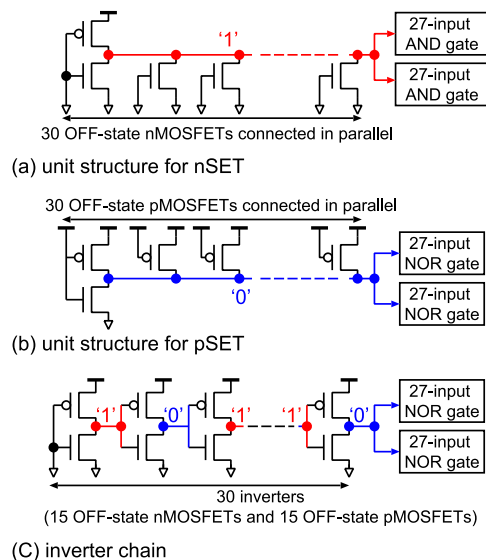 '1'
27-input
AND gate
27-input
AND gate
30 OFF-state nMOSFETs connected in parallel
(a) unit structure for nSET
30 OFF-state pMOSFETs connected in parallel
27-input
NOR gate
27-input
NOR gate
'0'
(b) unit structure for pSET
'1' '0' '1' '1' '0'
27-input
NOR gate
27-input
NOR gate
30 inverters
(15 OFF-state nMOSFETs and 15 OFF-state pMOSFETs)
(C) inverter chain